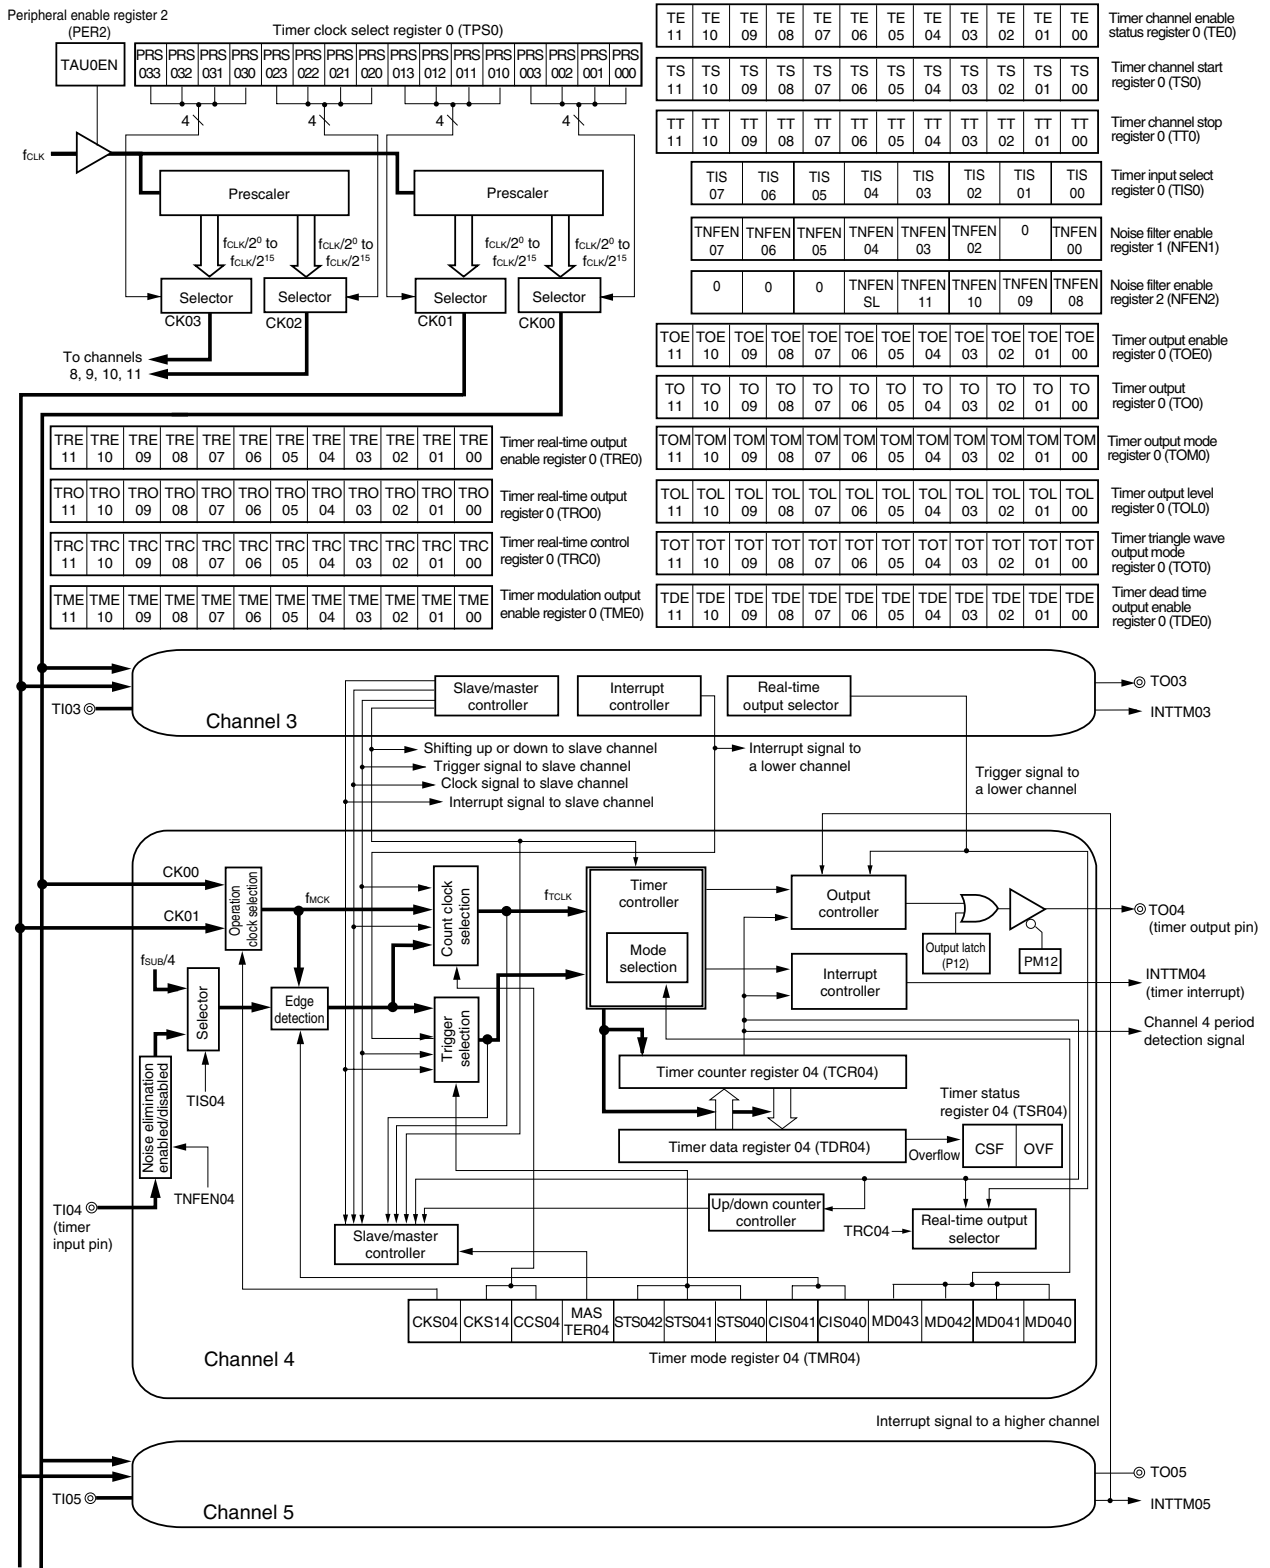 Peripheral enable register 2
(PER2)
TAU0EN
Timer clock select register 0 (TPS0)
PRS PRS PRS PRS PRS PRS PRS PRS PRS PRS PRS PRS PRS PRS PRS PRS
033 032 031 030 023 022 021 020 013 012 011 010 003 002 001 000
4 4 4 4
fCLK
Prescaler
Prescaler
fCLK/2⁰ to
fCLK/2¹⁵
fCLK/2⁰ to
fCLK/2¹⁵
fCLK/2⁰ to
fCLK/2¹⁵
fCLK/2⁰ to
fCLK/2¹⁵
Selector
Selector
Selector
Selector
CK03
CK02
CK01
CK00
To channels
8, 9, 10, 11
TE TE TE TE TE TE TE TE TE TE TE TE
11 10 09 08 07 06 05 04 03 02 01 00
Timer channel enable
status register 0 (TE0)
TS TS TS TS TS TS TS TS TS TS TS TS
11 10 09 08 07 06 05 04 03 02 01 00
Timer channel start
register 0 (TS0)
TT TT TT TT TT TT TT TT TT TT TT TT
11 10 09 08 07 06 05 04 03 02 01 00
Timer channel stop
register 0 (TT0)
TIS TIS TIS TIS TIS TIS TIS TIS
07 06 05 04 03 02 01 00
Timer input select
register 0 (TIS0)
TNFEN TNFEN TNFEN TNFEN TNFEN TNFEN 0 TNFEN
07 06 05 04 03 02 00
Noise filter enable
register 1 (NFEN1)
0 0 0 TNFEN TNFEN TNFEN TNFEN TNFEN
SL 11 10 09 08
Noise filter enable
register 2 (NFEN2)
TOE TOE TOE TOE TOE TOE TOE TOE TOE TOE TOE TOE
11 10 09 08 07 06 05 04 03 02 01 00
Timer output enable
register 0 (TOE0)
TO TO TO TO TO TO TO TO TO TO TO TO
11 10 09 08 07 06 05 04 03 02 01 00
Timer output
register 0 (TO0)
TOM TOM TOM TOM TOM TOM TOM TOM TOM TOM TOM TOM
11 10 09 08 07 06 05 04 03 02 01 00
Timer output mode
register 0 (TOM0)
TOL TOL TOL TOL TOL TOL TOL TOL TOL TOL TOL TOL
11 10 09 08 07 06 05 04 03 02 01 00
Timer output level
register 0 (TOL0)
TOT TOT TOT TOT TOT TOT TOT TOT TOT TOT TOT TOT
11 10 09 08 07 06 05 04 03 02 01 00
Timer triangle wave
output mode
register 0 (TOT0)
TDE TDE TDE TDE TDE TDE TDE TDE TDE TDE TDE TDE
11 10 09 08 07 06 05 04 03 02 01 00
Timer dead time
output enable
register 0 (TDE0)
TRE TRE TRE TRE TRE TRE TRE TRE TRE TRE TRE TRE
11 10 09 08 07 06 05 04 03 02 01 00
Timer real-time output
enable register 0 (TRE0)
TRO TRO TRO TRO TRO TRO TRO TRO TRO TRO TRO TRO
11 10 09 08 07 06 05 04 03 02 01 00
Timer real-time output
register 0 (TRO0)
TRC TRC TRC TRC TRC TRC TRC TRC TRC TRC TRC TRC
11 10 09 08 07 06 05 04 03 02 01 00
Timer real-time control
register 0 (TRC0)
TME TME TME TME TME TME TME TME TME TME TME TME
11 10 09 08 07 06 05 04 03 02 01 00
Timer modulation output
enable register 0 (TME0)
TI03
Channel 3
Slave/master
controller
Interrupt
controller
Real-time
output selector
TO03
INTTM03
Shifting up or down to slave channel
Trigger signal to slave channel
Clock signal to slave channel
Interrupt signal to slave channel
Interrupt signal to
a lower channel
Trigger signal to
a lower channel
CK00
CK01
Operation
clock selection
fMCK
Count clock
selection
fTCLK
Timer
controller
Mode
selection
Output
controller
Output latch
(P12)
PM12
TO04
(timer output pin)
Interrupt
controller
INTTM04
(timer interrupt)
Channel 4 period
detection signal
fSUB/4
Selector
Edge
detection
Trigger
selection
TIS04
Noise elimination
enabled/disabled
TNFEN04
TI04
(timer
input pin)
Timer counter register 04 (TCR04)
Timer data register 04 (TDR04)
Timer status
register 04 (TSR04)
Overflow
CSF OVF
Up/down counter
controller
TRC04
Real-time output
selector
Slave/master
controller
CKS04 CKS14 CCS04 MAS TER04 STS042 STS041 STS040 CIS041 CIS040 MD043 MD042 MD041 MD040
Timer mode register 04 (TMR04)
Channel 4
Interrupt signal to a higher channel
TI05
Channel 5
TO05
INTTM05